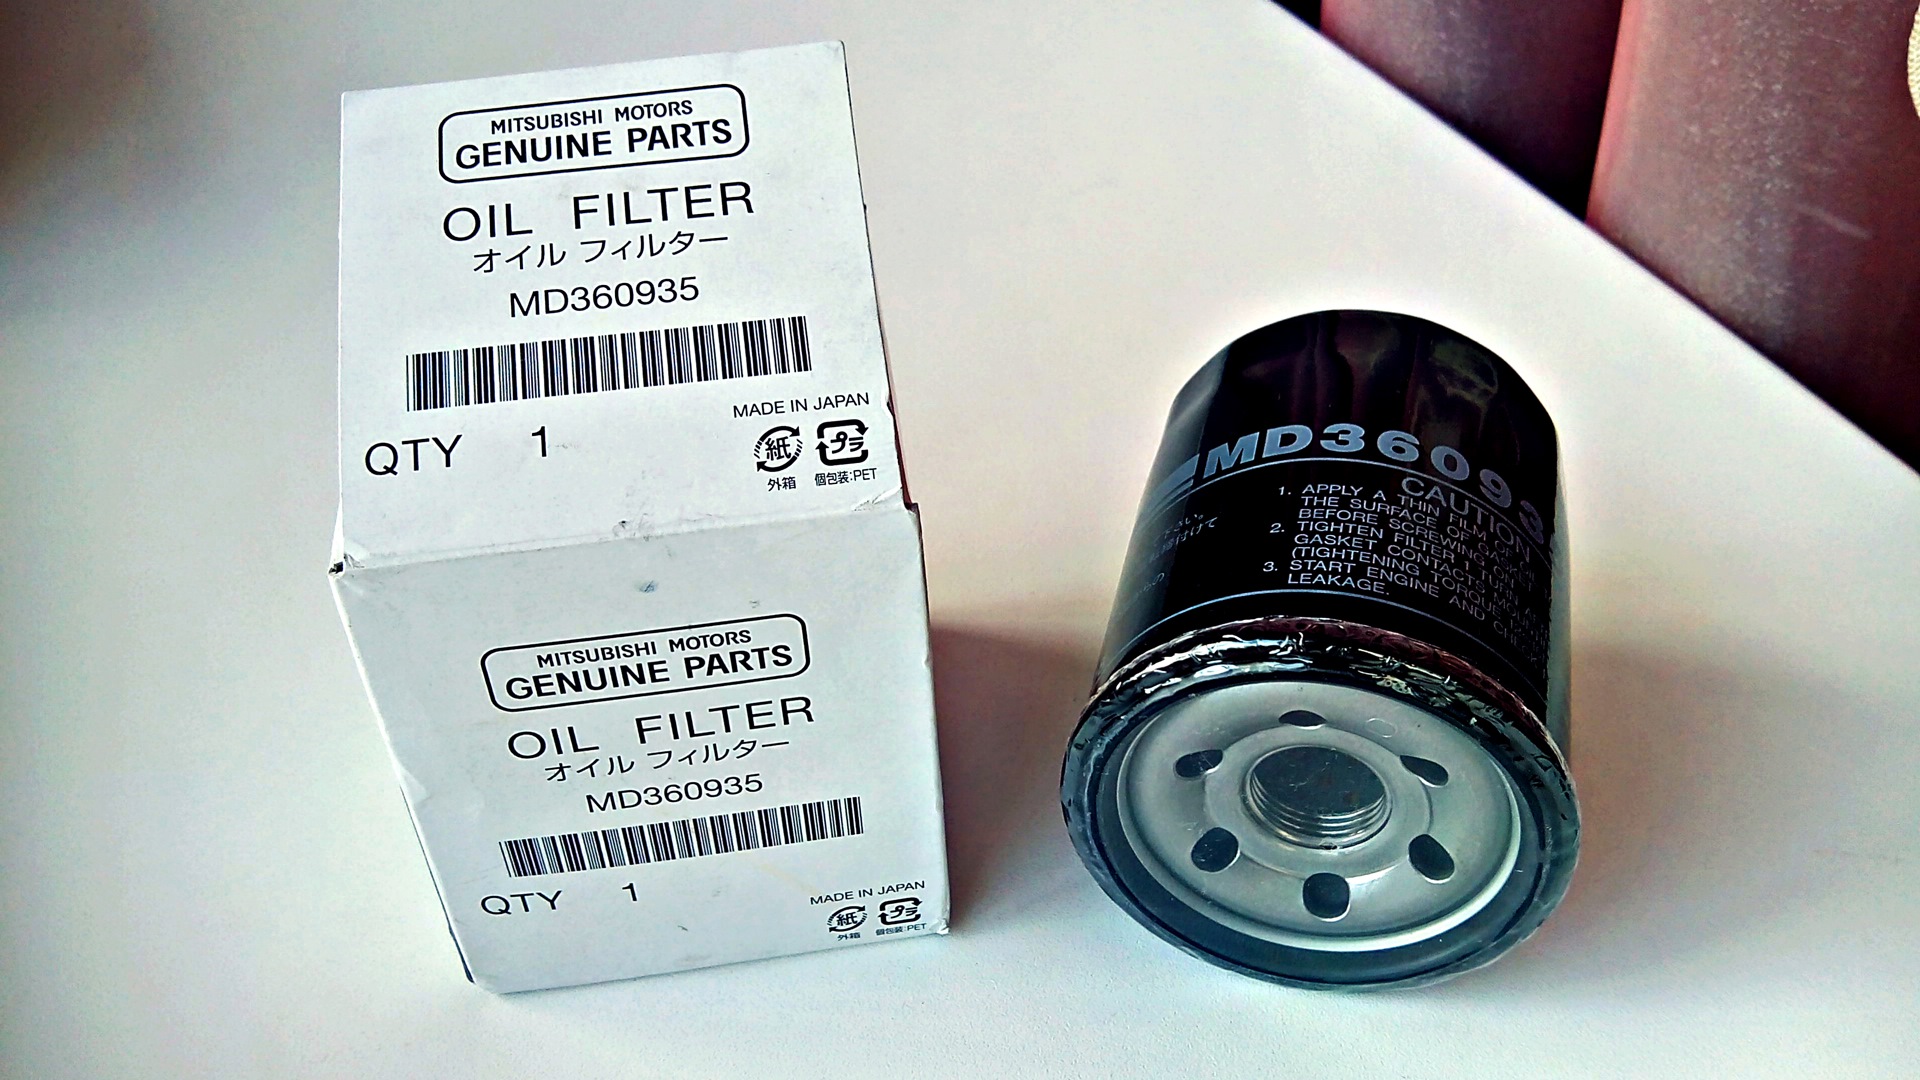 MITSUBISHI MOTORS
GENUINE PARTS
OIL FILTER
オイル フィルター
MD360935
MADE IN JAPAN
QTY 1
紙 プラ
外箱 個包装:PET
MITSUBISHI MOTORS
GENUINE PARTS
OIL FILTER
オイル フィルター
MD360935
QTY 1
MADE IN JAPAN
紙 プラ
外箱 個包装:PET
MD36093
CAUTION
1. APPLY A THIN FILM OF
THE SURFACE OF
BEFORE SCREWING
2. TIGHTEN FILTER 1 TURN
GASKET CONTACTS
(TIGHTENING TORQUE
3. START ENGINE AND
LEAKAGE.